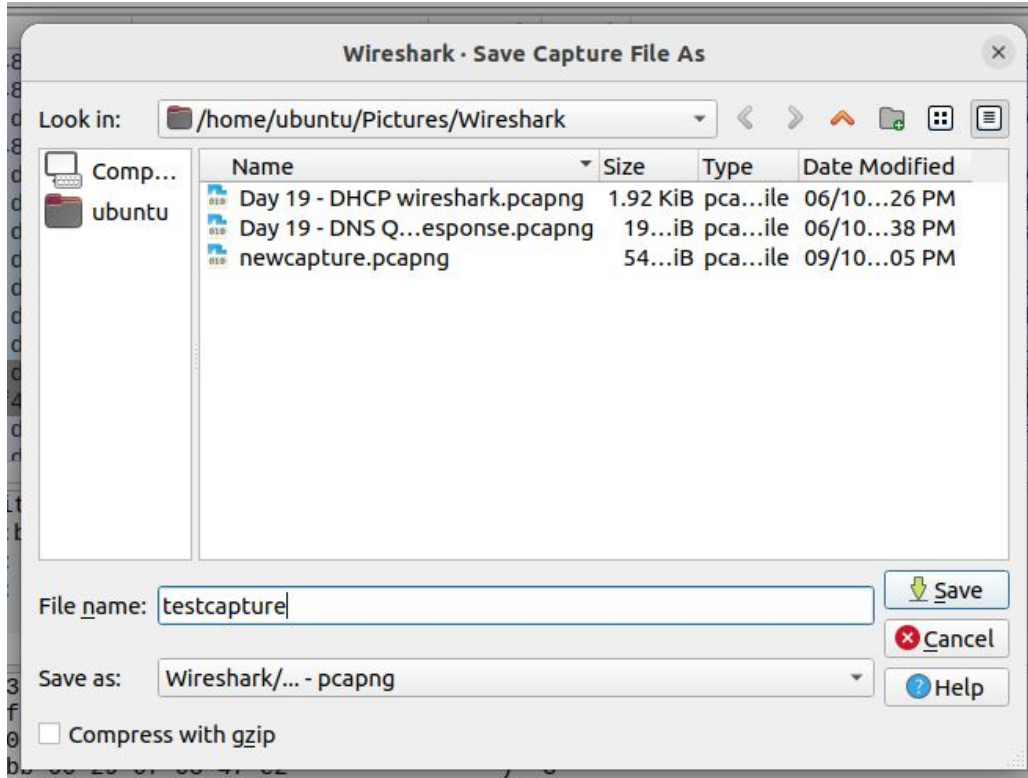 Wireshark · Save Capture File As
Look in: /home/ubuntu/Pictures/Wireshark
Comp...
ubuntu
Name Size Type Date Modified
Day 19 - DHCP wireshark.pcapng 1.92 KiB pca...ile 06/10...26 PM
Day 19 - DNS Q...esponse.pcapng 19...iB pca...ile 06/10...38 PM
newcapture.pcapng 54...iB pca...ile 09/10...05 PM
File name: testcapture
Save
Cancel
Save as: Wireshark/... - pcapng
Help
Compress with gzip